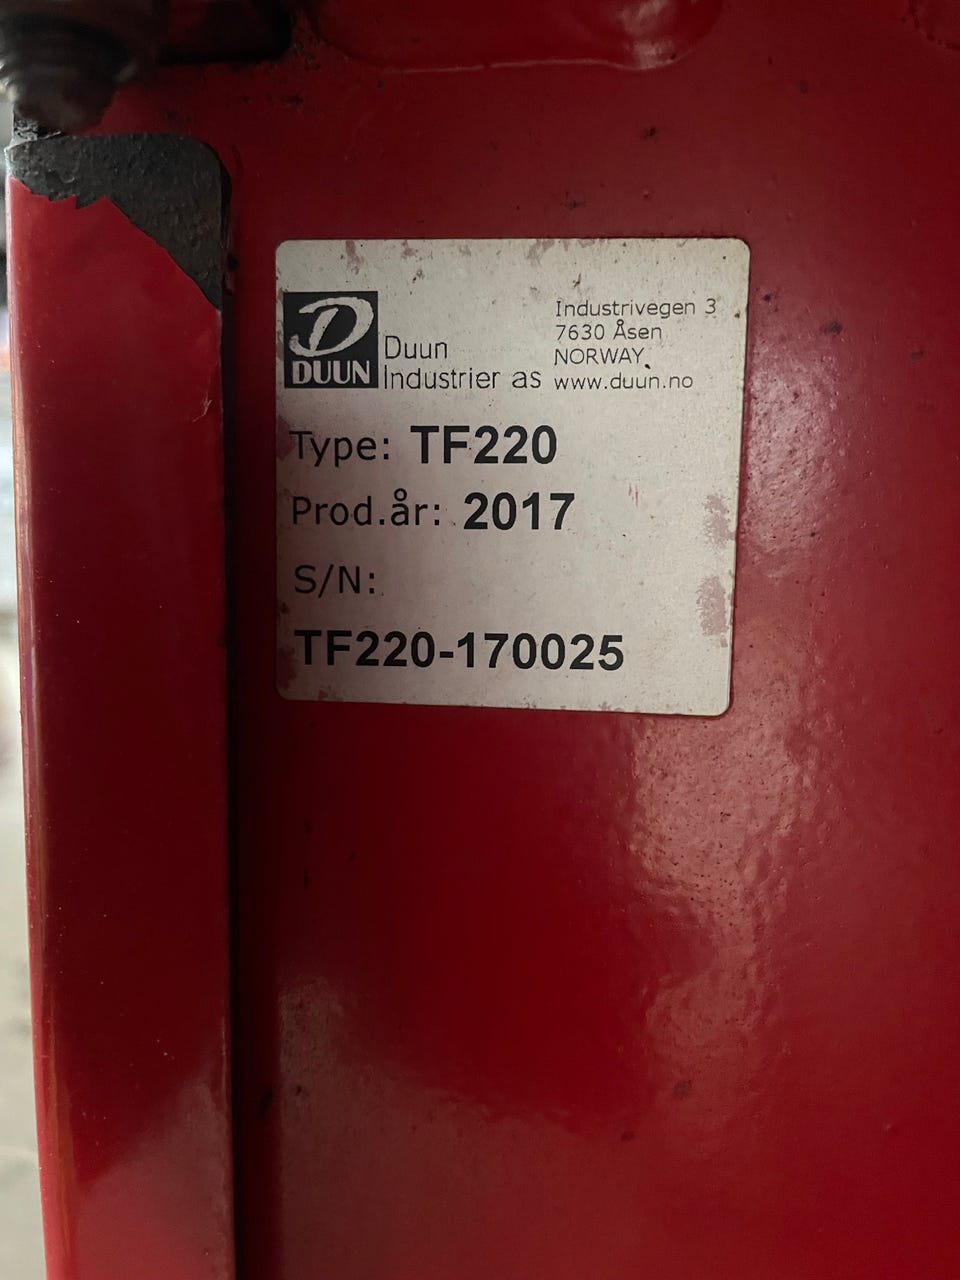 DUUN
Duun
Industrier as
Industrivegen 3
7630 Åsen
NORWAY
www.duun.no
Type: TF220
Prod.år: 2017
S/N:
TF220-170025